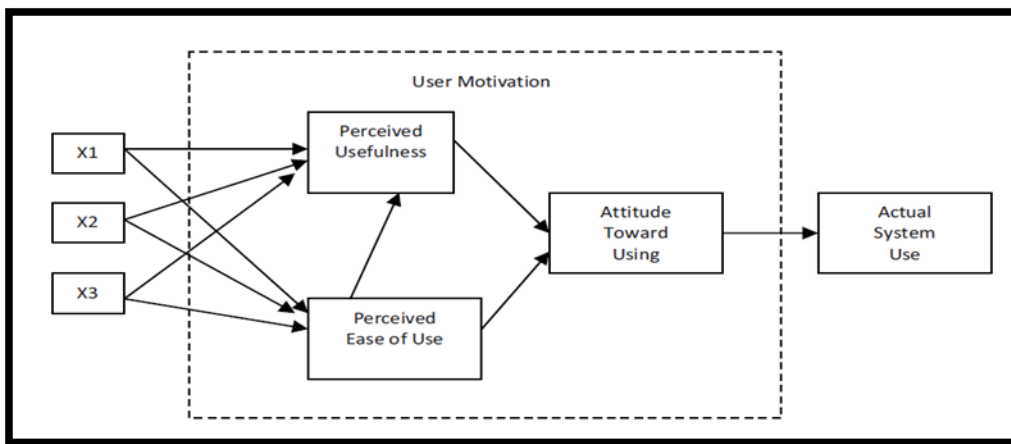 User Motivation
X1
X2
X3
Perceived
Usefulness
Perceived
Ease of Use
Attitude
Toward
Using
Actual
System
Use